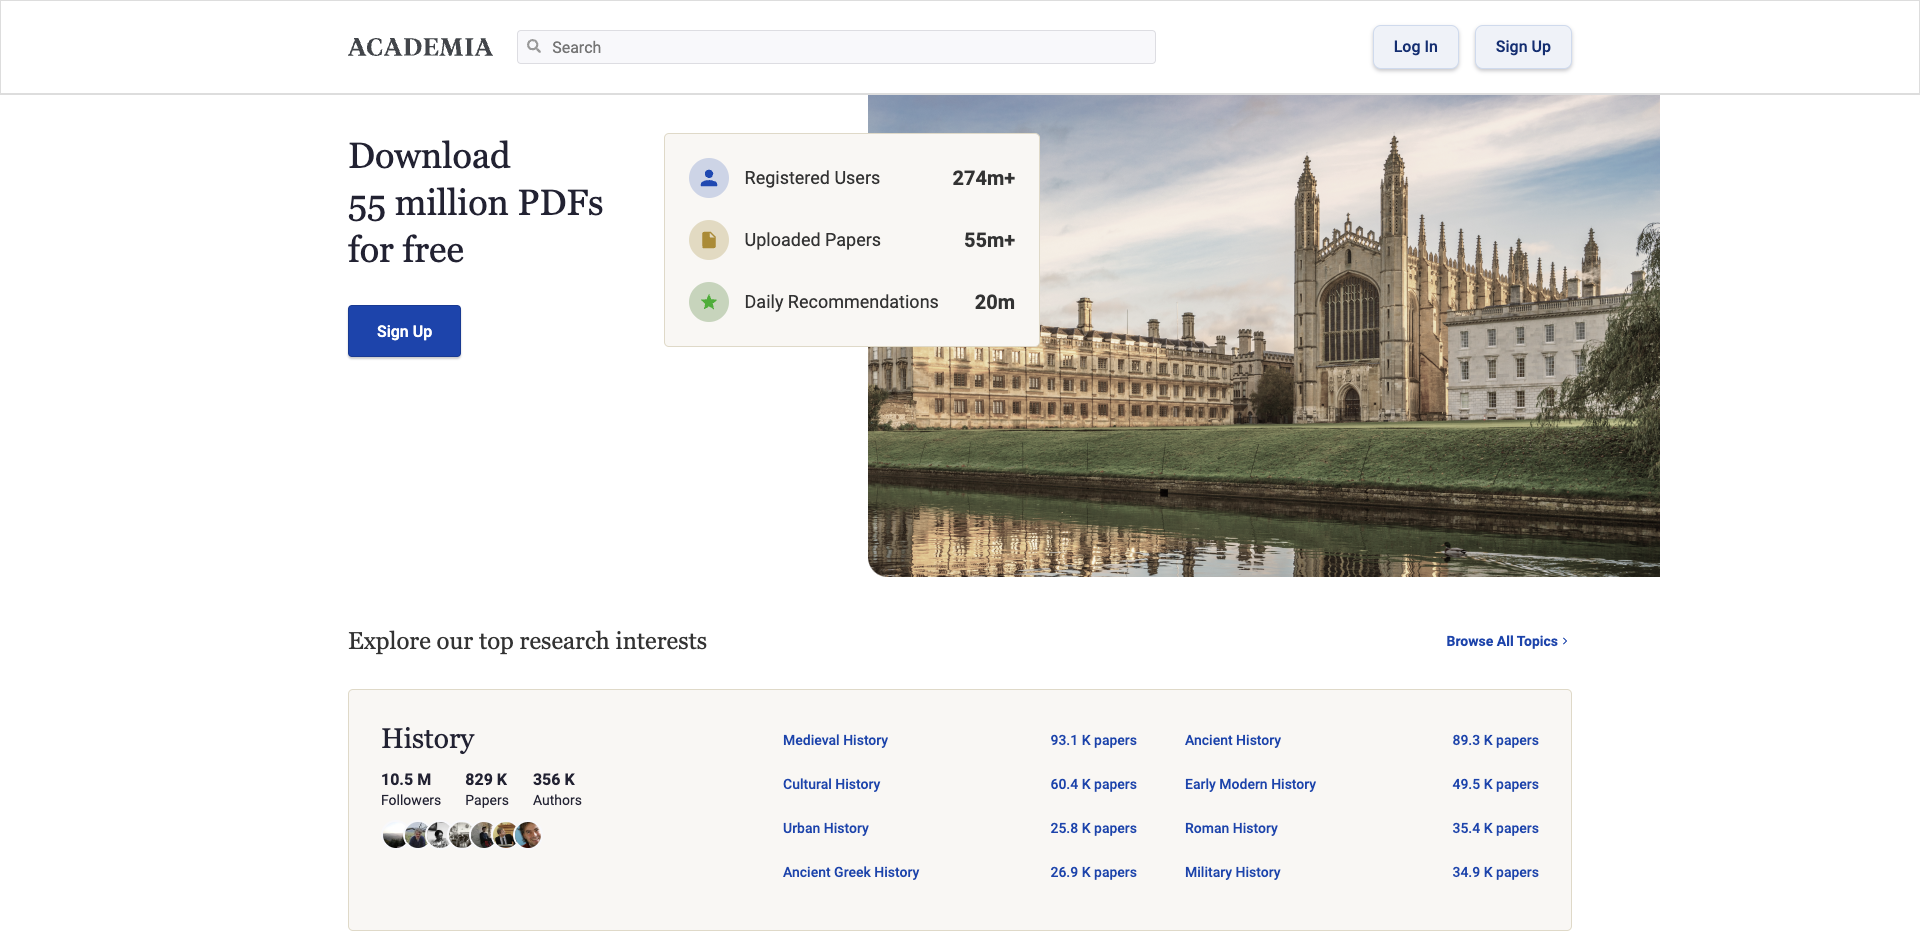 ACADEMIA
Search
Log In
Sign Up
Download
55 million PDFs
for free
Sign Up
Registered Users 274m+
Uploaded Papers 55m+
Daily Recommendations 20m
Explore our top research interests
Browse All Topics
History
10.5 M 829 K 356 K
Followers Papers Authors
Medieval History 93.1 K papers
Cultural History 60.4 K papers
Urban History 25.8 K papers
Ancient Greek History 26.9 K papers
Ancient History 89.3 K papers
Early Modern History 49.5 K papers
Roman History 35.4 K papers
Military History 34.9 K papers